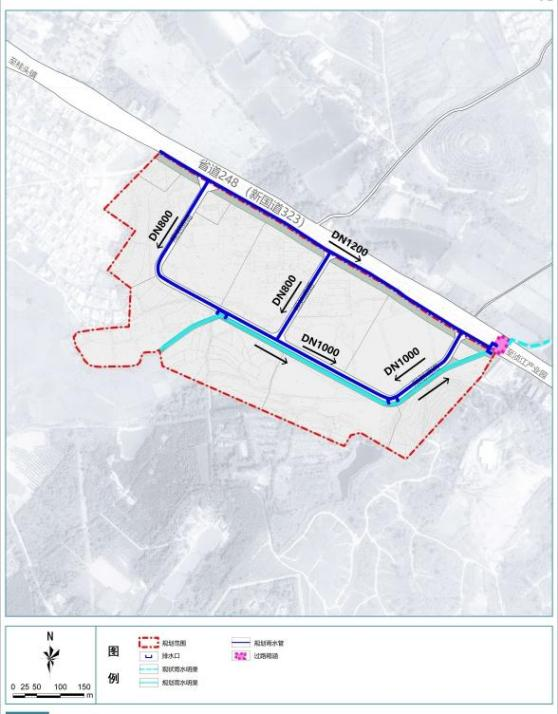 至桂头镇
省道248（新国道323）
DN800
DN1200
DN800
DN1000
DN1000
至浈江产业园
N
0 25 50 100 150
m
图
例
规划范围
规划雨水管
排水口
过路箱涵
现状雨水明渠
规划雨水明渠